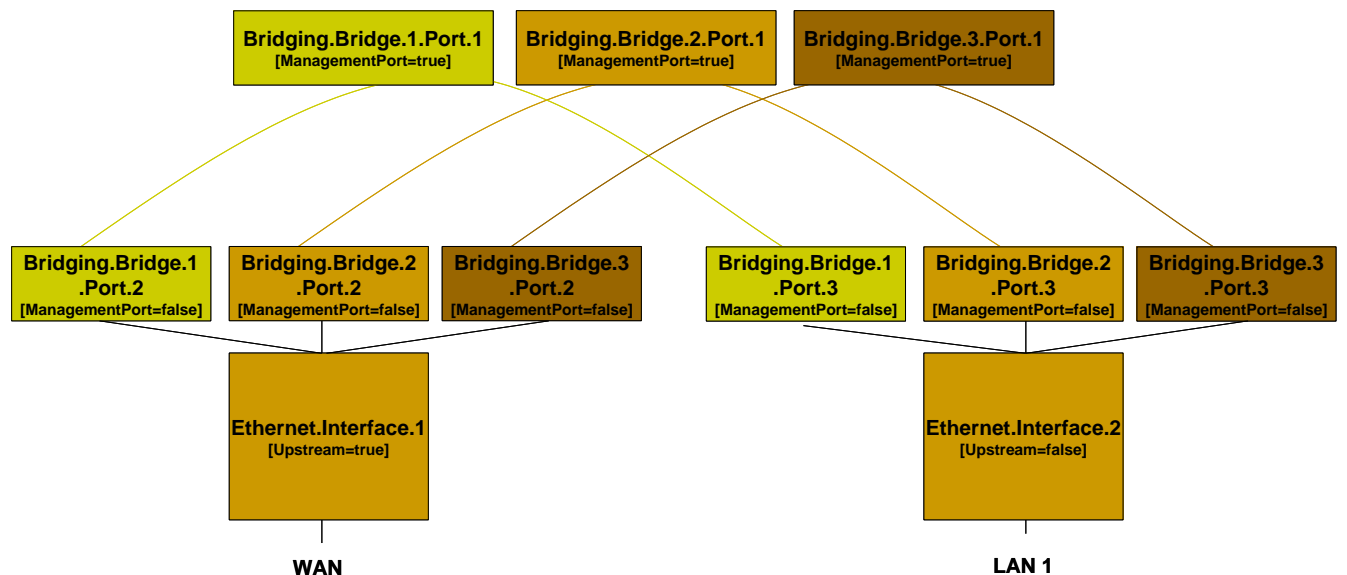 Bridging.Bridge.1.Port.1
[ManagementPort=true]
Bridging.Bridge.2.Port.1
[ManagementPort=true]
Bridging.Bridge.3.Port.1
[ManagementPort=true]
Bridging.Bridge.1
.Port.2
[ManagementPort=false]
Bridging.Bridge.2
.Port.2
[ManagementPort=false]
Bridging.Bridge.3
.Port.2
[ManagementPort=false]
Bridging.Bridge.1
.Port.3
[ManagementPort=false]
Bridging.Bridge.2
.Port.3
[ManagementPort=false]
Bridging.Bridge.3
.Port.3
[ManagementPort=false]
Ethernet.Interface.1
[Upstream=true]
Ethernet.Interface.2
[Upstream=false]
WAN
LAN 1